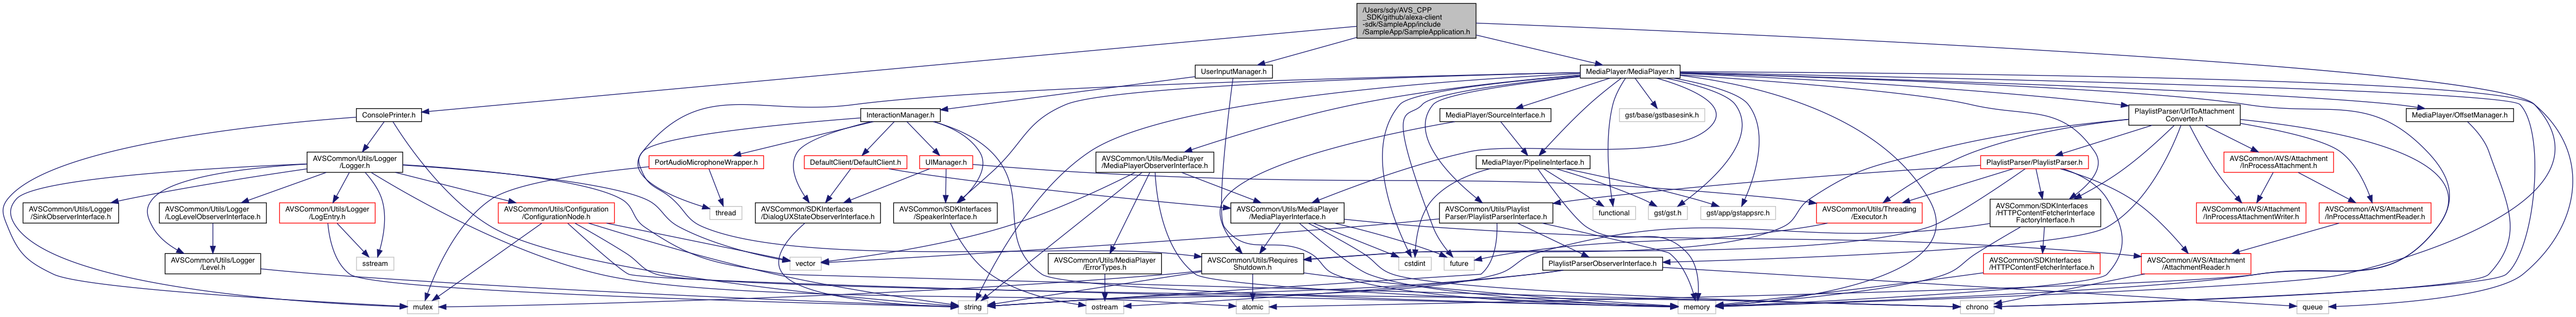 /Users/sdy/AVS_CPP
_SDK/github/alexa-client
-sdk/SampleApp/include
/SampleApp/SampleApplication.h
UserInputManager.h
MediaPlayer/MediaPlayer.h
ConsolePrinter.h
InteractionManager.h
MediaPlayer/SourceInterface.h
gst/base/gstbasesink.h
PlaylistParser/UrlToAttachment
Converter.h
MediaPlayer/OffsetManager.h
AVSCommon/Utils/Logger
/Logger.h
PortAudioMicrophoneWrapper.h
DefaultClient/DefaultClient.h
UIManager.h
AVSCommon/Utils/MediaPlayer
/MediaPlayerObserverInterface.h
MediaPlayer/PipelineInterface.h
PlaylistParser/PlaylistParser.h
AVSCommon/AVS/Attachment
/InProcessAttachment.h
AVSCommon/Utils/Logger
/SinkObserverInterface.h
AVSCommon/Utils/Logger
/LogLevelObserverInterface.h
AVSCommon/Utils/Logger
/LogEntry.h
AVSCommon/Utils/Configuration
/ConfigurationNode.h
thread
AVSCommon/SDKInterfaces
/DialogUXStateObserverInterface.h
AVSCommon/SDKInterfaces
/SpeakerInterface.h
AVSCommon/Utils/MediaPlayer
/MediaPlayerInterface.h
AVSCommon/Utils/Playlist
Parser/PlaylistParserInterface.h
functional
gst/gst.h
gst/app/gstappsrc.h
AVSCommon/Utils/Threading
/Executor.h
AVSCommon/SDKInterfaces
/HTTPContentFetcherInterface
FactoryInterface.h
AVSCommon/AVS/Attachment
/InProcessAttachmentWriter.h
AVSCommon/AVS/Attachment
/InProcessAttachmentReader.h
AVSCommon/Utils/Logger
/Level.h
sstream
vector
AVSCommon/Utils/MediaPlayer
/ErrorTypes.h
AVSCommon/Utils/Requires
Shutdown.h
cstdint
future
PlaylistParserObserverInterface.h
AVSCommon/SDKInterfaces
/HTTPContentFetcherInterface.h
AVSCommon/AVS/Attachment
/AttachmentReader.h
mutex
string
ostream
atomic
memory
chrono
queue